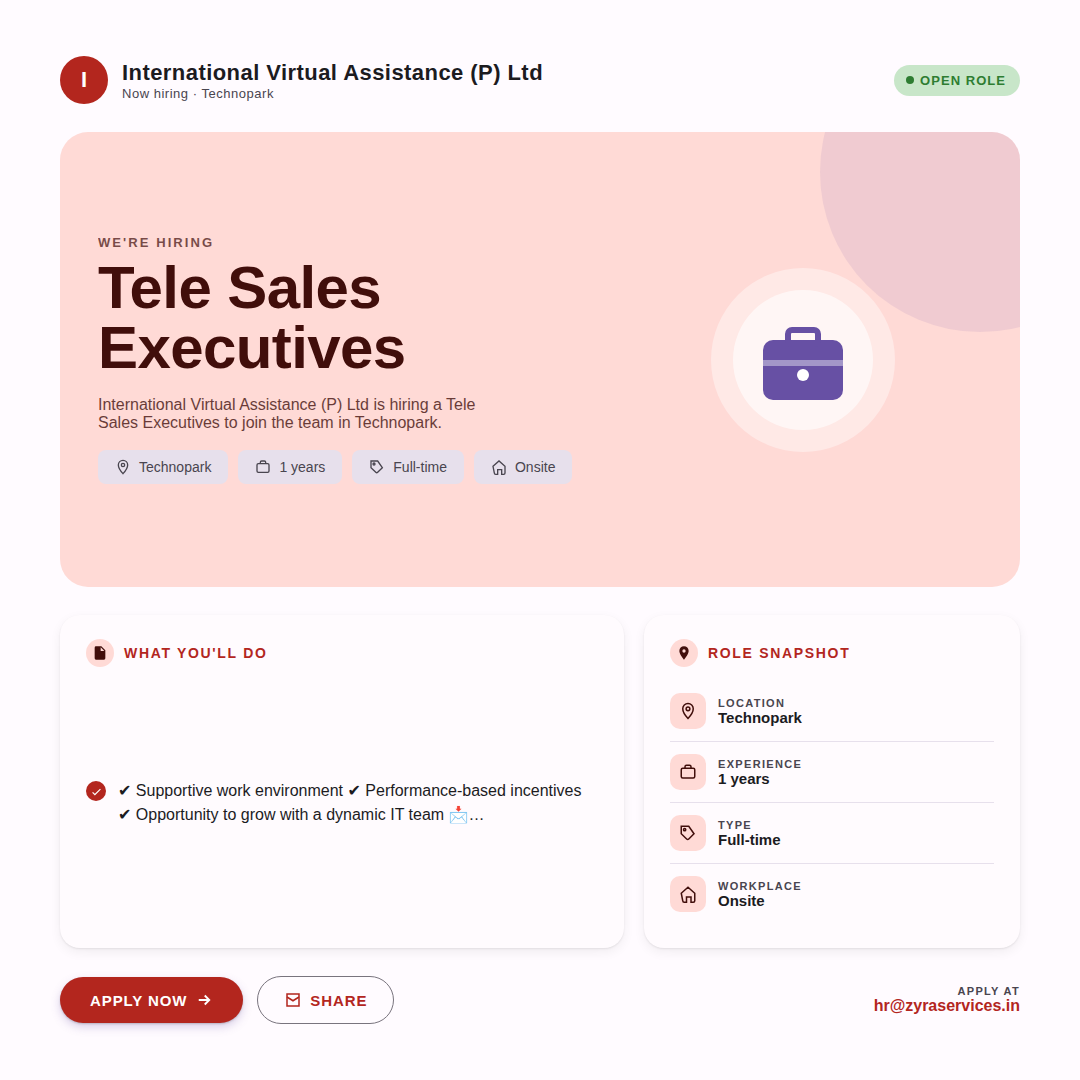 I
International Virtual Assistance (P) Ltd
Now hiring · Technopark
OPEN ROLE
WE'RE HIRING
Tele Sales
Executives
International Virtual Assistance (P) Ltd is hiring a Tele
Sales Executives to join the team in Technopark.
Technopark
1 years
Full-time
Onsite
WHAT YOU'LL DO
✔ Supportive work environment ✔ Performance-based incentives
✔ Opportunity to grow with a dynamic IT team 📩…
ROLE SNAPSHOT
LOCATION
Technopark
EXPERIENCE
1 years
TYPE
Full-time
WORKPLACE
Onsite
APPLY NOW
SHARE
APPLY AT
hr@zyraservices.in